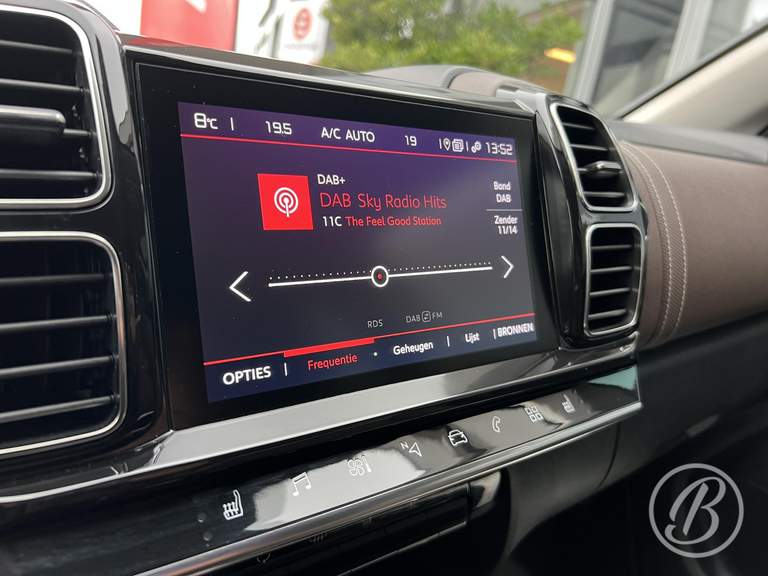 8°C 19.5 A/C AUTO 19 13:52
DAB+
DAB Sky Radio Hits
11C The Feel Good Station
Band
DAB
Zender
11/14
RDS DAB FM
OPTIES Frequentie Geheugen Lijst BRONNEN
N
B